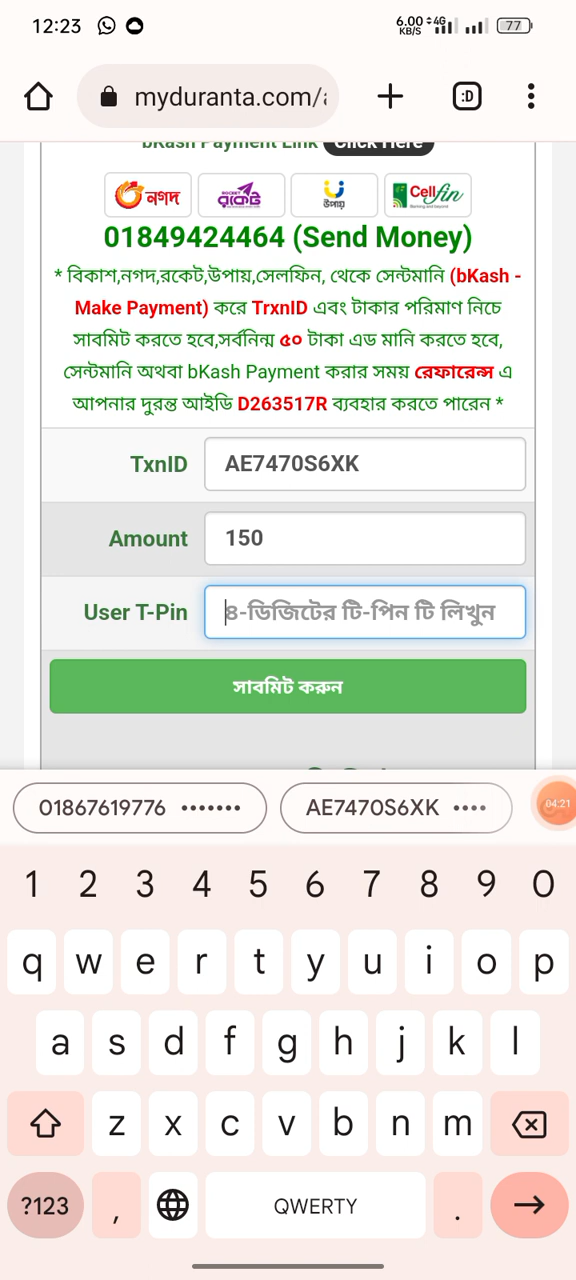 12:23
6.00 KB/S 4G 77
myduranta.com/a
:D
bKash Payment Link Click Here
নগদ ROCKET রকেট উপায় Cellfin
01849424464 (Send Money)
* বিকাশ,নগদ,রকেট,উপায়,সেলফিন, থেকে সেন্টমানি (bKash -
Make Payment) করে TrxnID এবং টাকার পরিমাণ নিচে
সাবমিট করতে হবে,সর্বনিম্ন ৫০ টাকা এড মানি করতে হবে,
সেন্টমানি অথবা bKash Payment করার সময় রেফারেন্স এ
আপনার দুরন্ত আইডি D263517R ব্যবহার করতে পারেন *
TxnID AE7470S6XK
Amount 150
User T-Pin ৪-ডিজিটের টি-পিন টি লিখুন
সাবমিট করুন
01867619776 ••••••• AE7470S6XK •••• 04:21
1 2 3 4 5 6 7 8 9 0
q w e r t y u i o p
a s d f g h j k l
z x c v b n m
?123 , QWERTY .